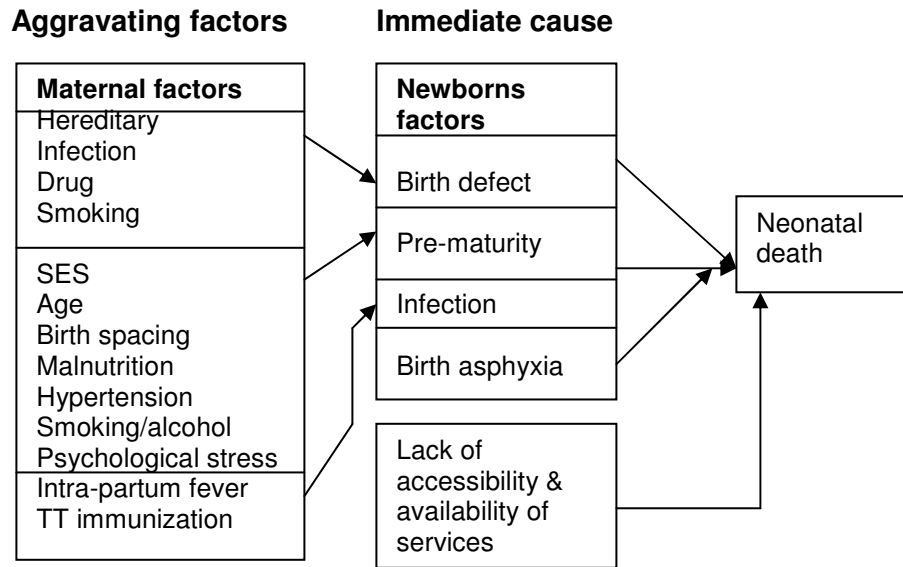 Aggravating factors
Immediate cause
Maternal factors
Hereditary
Infection
Drug
Smoking
SES
Age
Birth spacing
Malnutrition
Hypertension
Smoking/alcohol
Psychological stress
Intra-partum fever
TT immunization
Newborns
factors
Birth defect
Pre-maturity
Infection
Birth asphyxia
Lack of
accessibility &
availability of
services
Neonatal
death